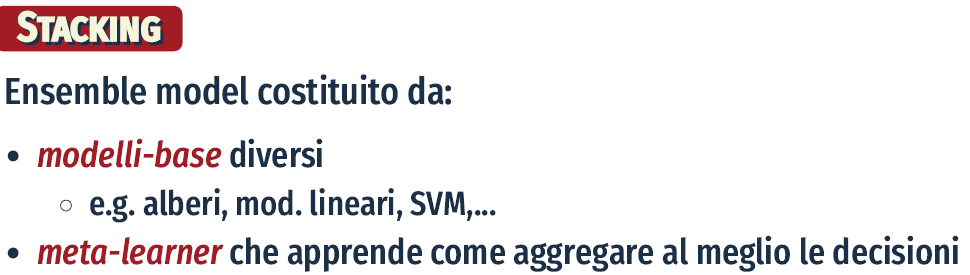 STACKING
Ensemble model costituito da:
• modelli-base diversi
○ e.g. alberi, mod. lineari, SVM,...
• meta-learner che apprende come aggregare al meglio le decisioni